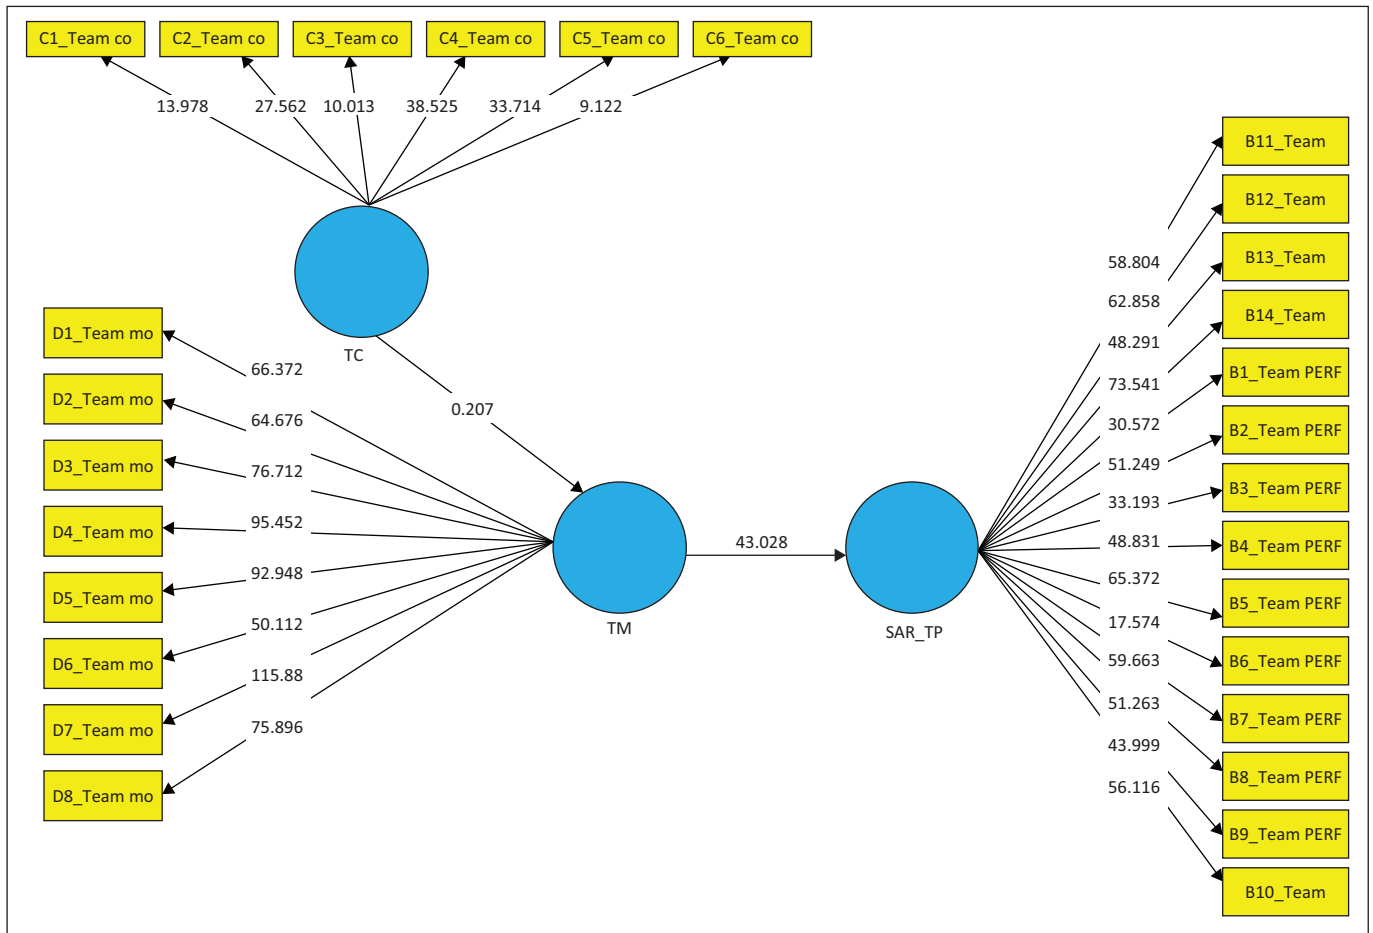 C1_Team co
C2_Team co
C3_Team co
C4_Team co
C5_Team co
C6_Team co
13.978
27.562
10.013
38.525
33.714
9.122
TC
D1_Team mo
D2_Team mo
D3_Team mo
D4_Team mo
D5_Team mo
D6_Team mo
D7_Team mo
D8_Team mo
66.372
64.676
76.712
95.452
92.948
50.112
115.88
75.896
0.207
TM
43.028
SAR_TP
58.804
62.858
48.291
73.541
30.572
51.249
33.193
48.831
65.372
17.574
59.663
51.263
43.999
56.116
B11_Team
B12_Team
B13_Team
B14_Team
B1_Team PERF
B2_Team PERF
B3_Team PERF
B4_Team PERF
B5_Team PERF
B6_Team PERF
B7_Team PERF
B8_Team PERF
B9_Team PERF
B10_Team